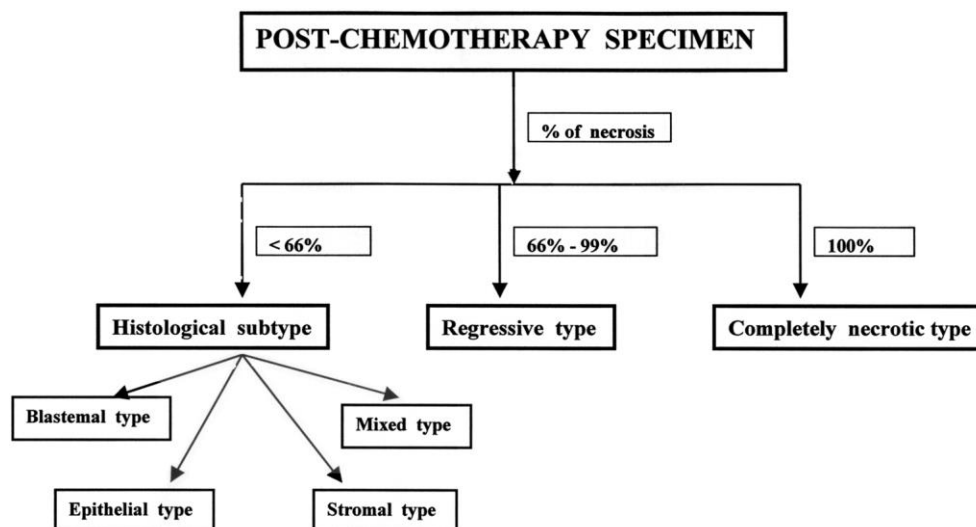 POST-CHEMOTHERAPY SPECIMEN
% of necrosis
< 66%
66% - 99%
100%
Histological subtype
Regressive type
Completely necrotic type
Blastemal type
Mixed type
Epithelial type
Stromal type